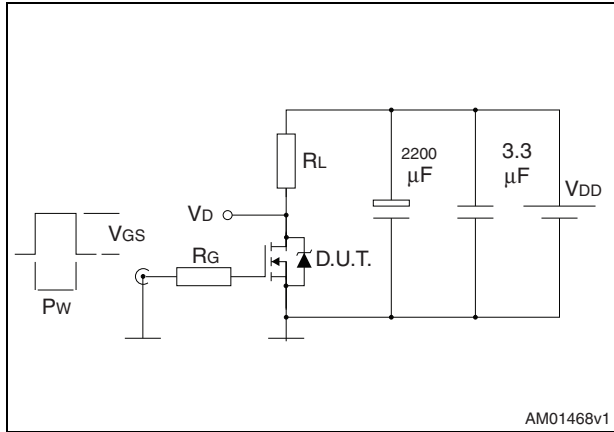 RL
2200
μF
3.3
μF
VDD
VD
VGS
RG
D.U.T.
PW
AM01468v1